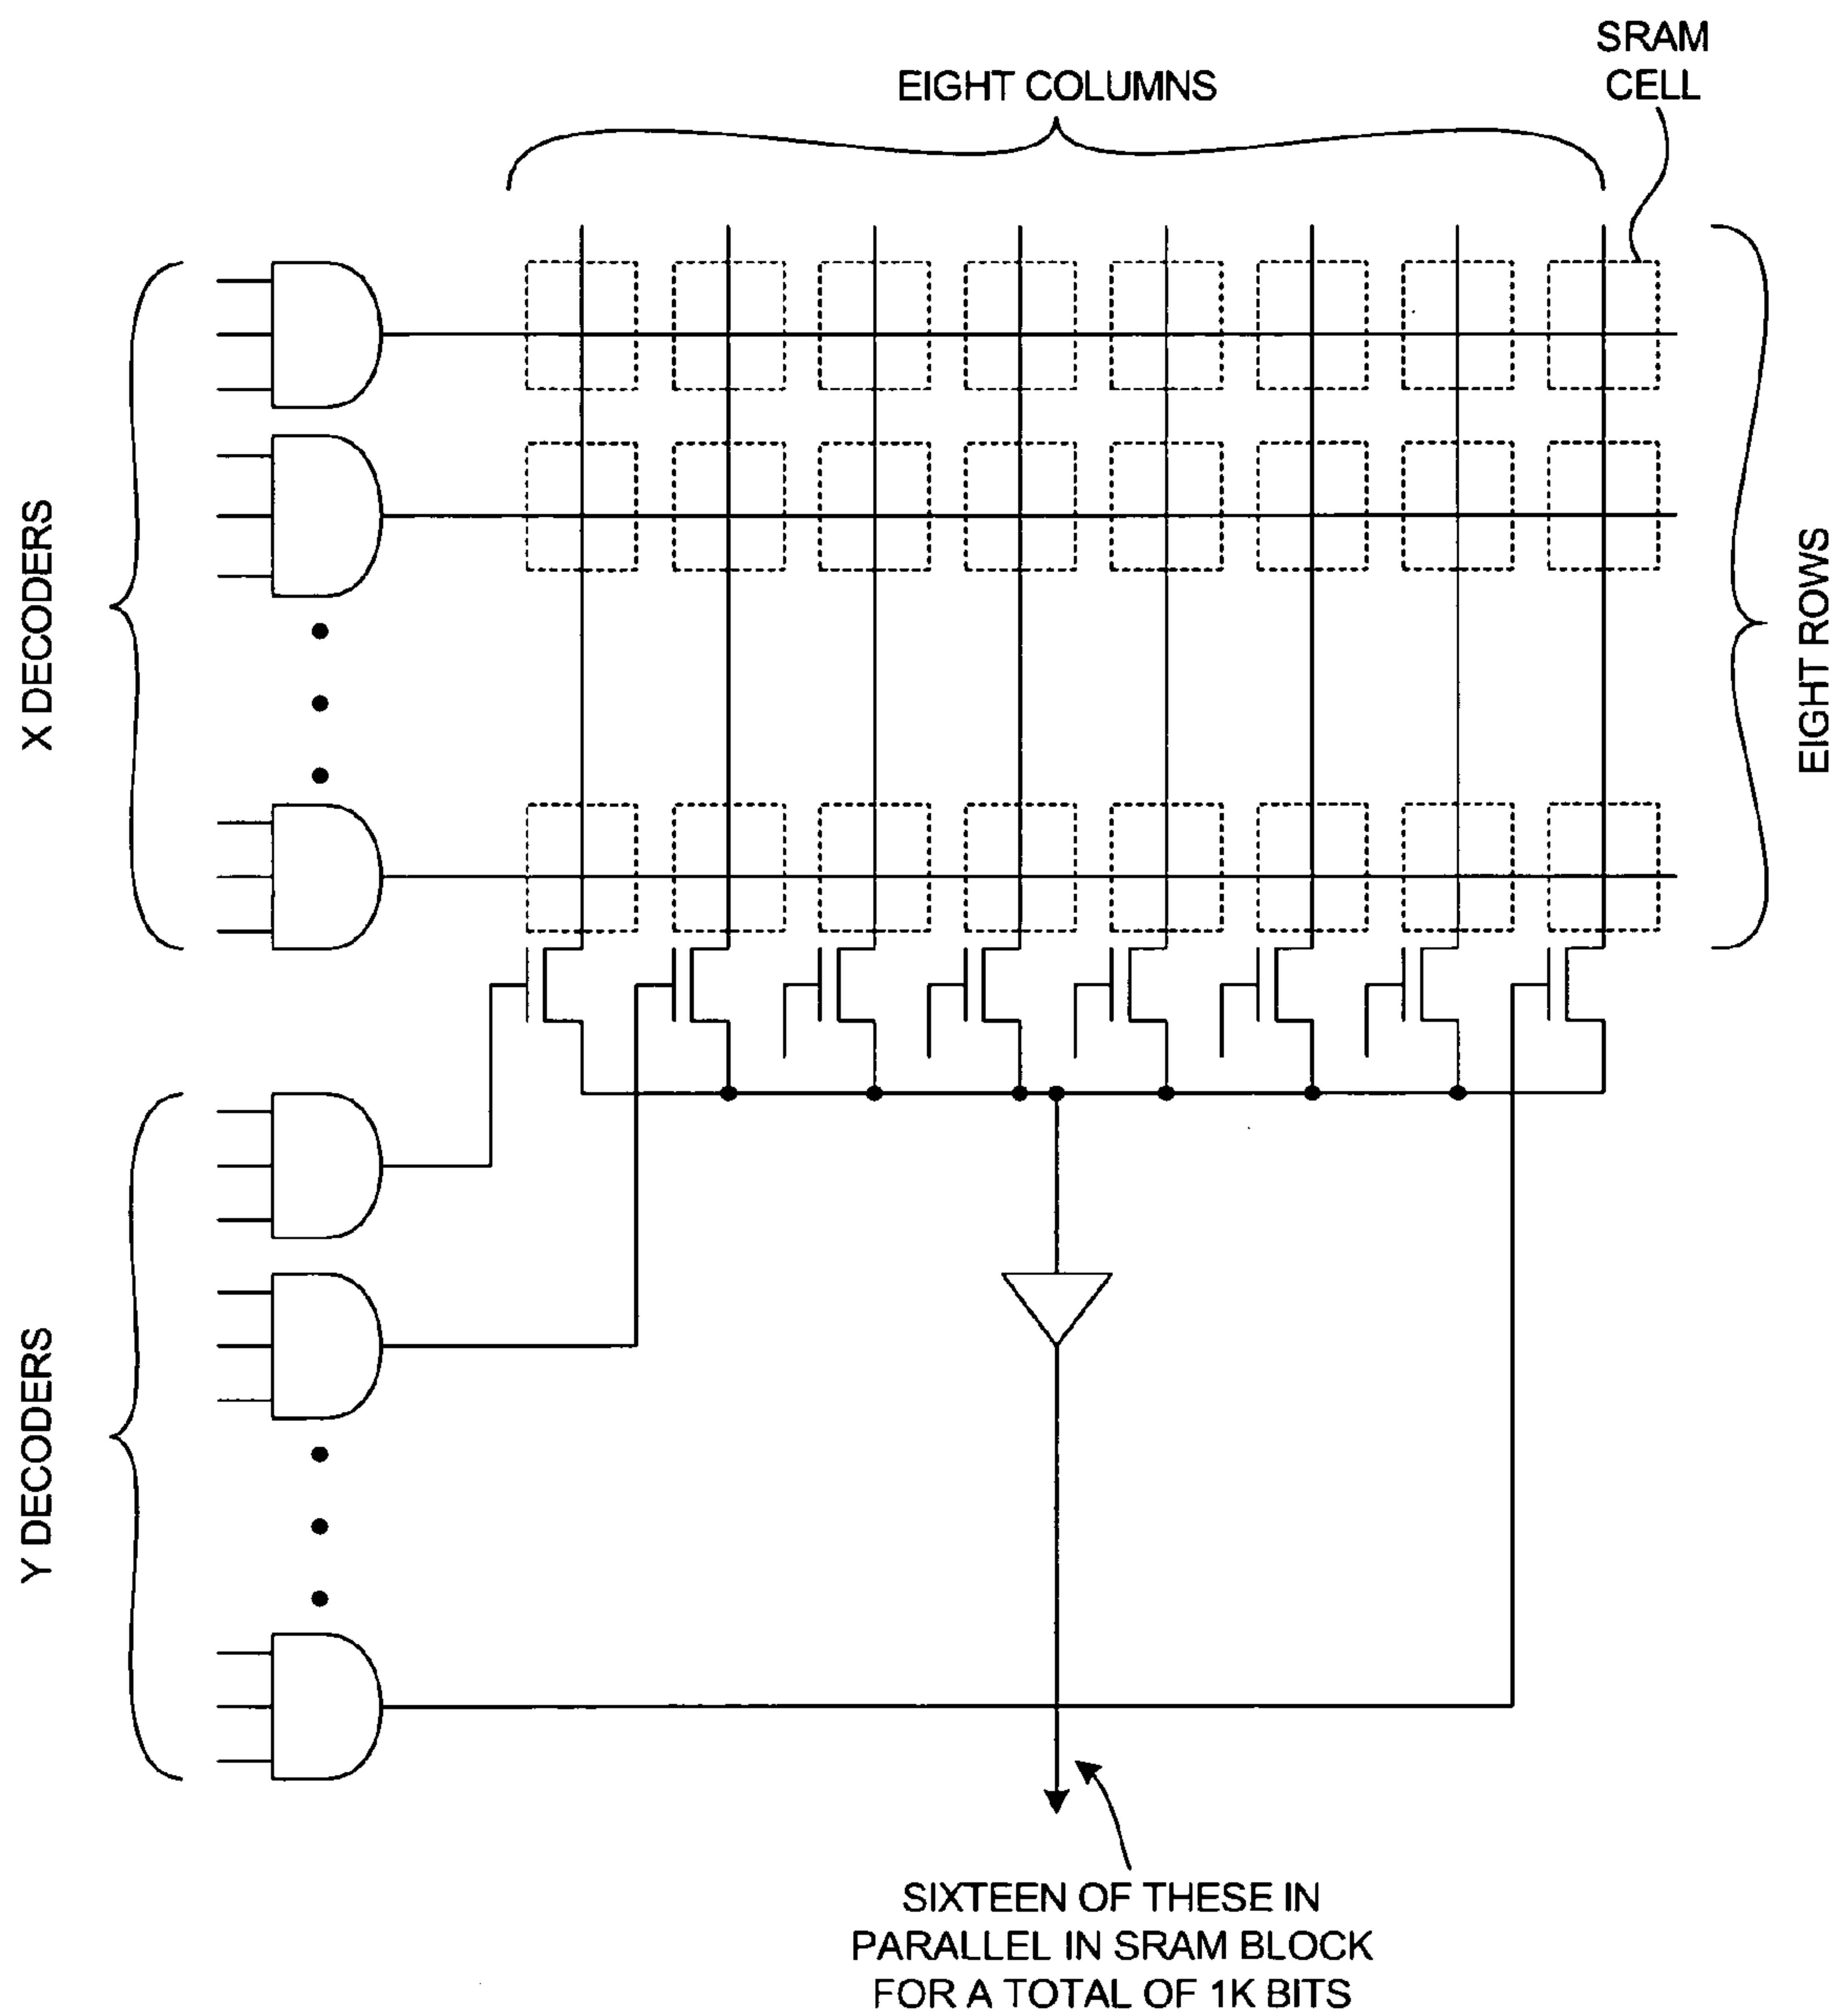 SRAM
CELL
EIGHT COLUMNS
X DECODERS
EIGHT ROWS
Y DECODERS
SIXTEEN OF THESE IN
PARALLEL IN SRAM BLOCK
FOR A TOTAL OF 1K BITS